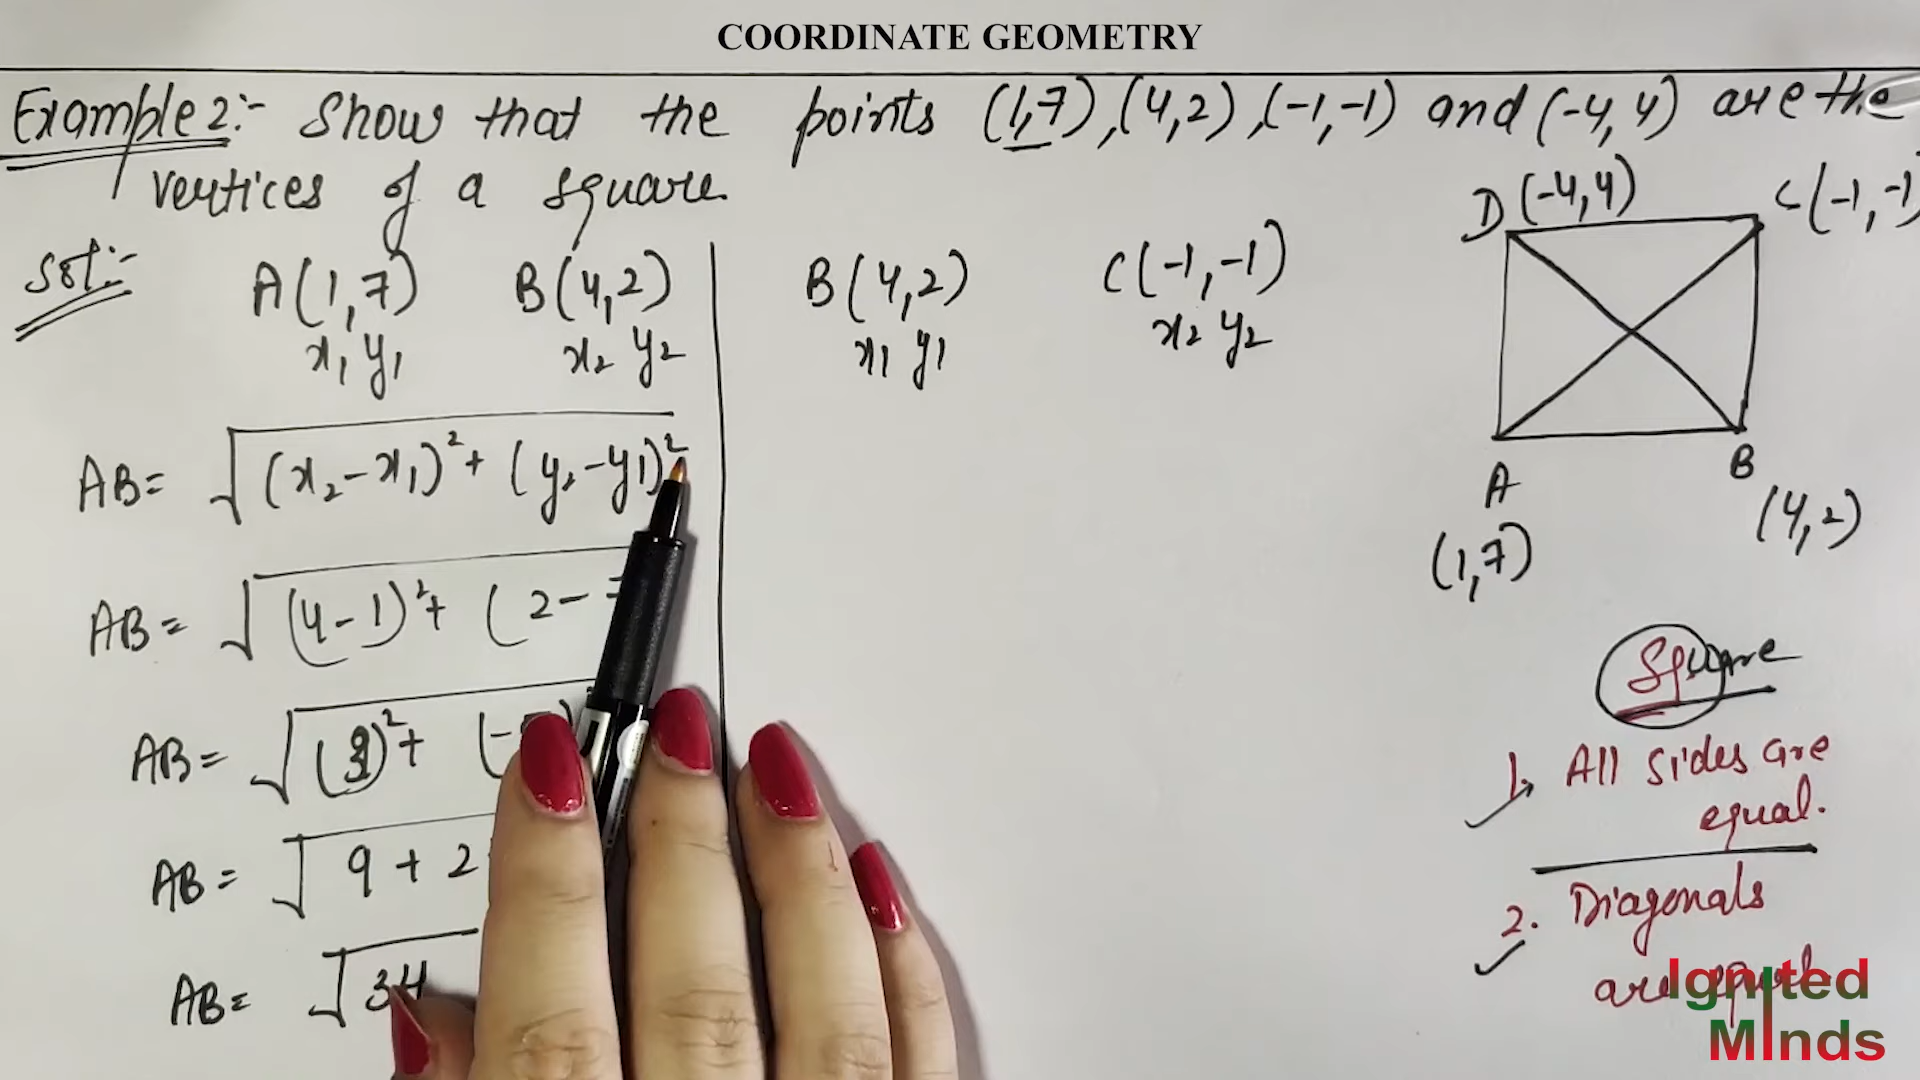 COORDINATE GEOMETRY
Example 2:- Show that the points (1,7), (4,2), (-1,-1) and (-4,4) are the
vertices of a square
Sol:-
A(1,7) B(4,2)
x₁ y₁ x₂ y₂
AB= √(x₂-x₁)²+ (y₂-y1)²
AB= √(4-1)²+ (2-
AB= √(3)²+ (-
AB= √9+2
AB= √34
B(4,2) C(-1,-1)
x1 y1 x₂ y₂
D(-4,4) C(-1,-1
A B
(1,7) (4,2)
Square
1. All sides are
equal.
2. Diagonals
are
Ignited
Minds